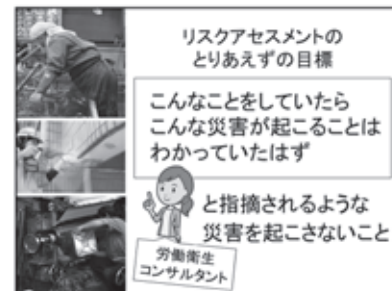 リスクアセスメントの
とりあえずの目標
こんなことをしていたら
こんな災害が起こることは
わかっていたはず
と指摘されるような
災害を起こさないこと
労働衛生
コンサルタント